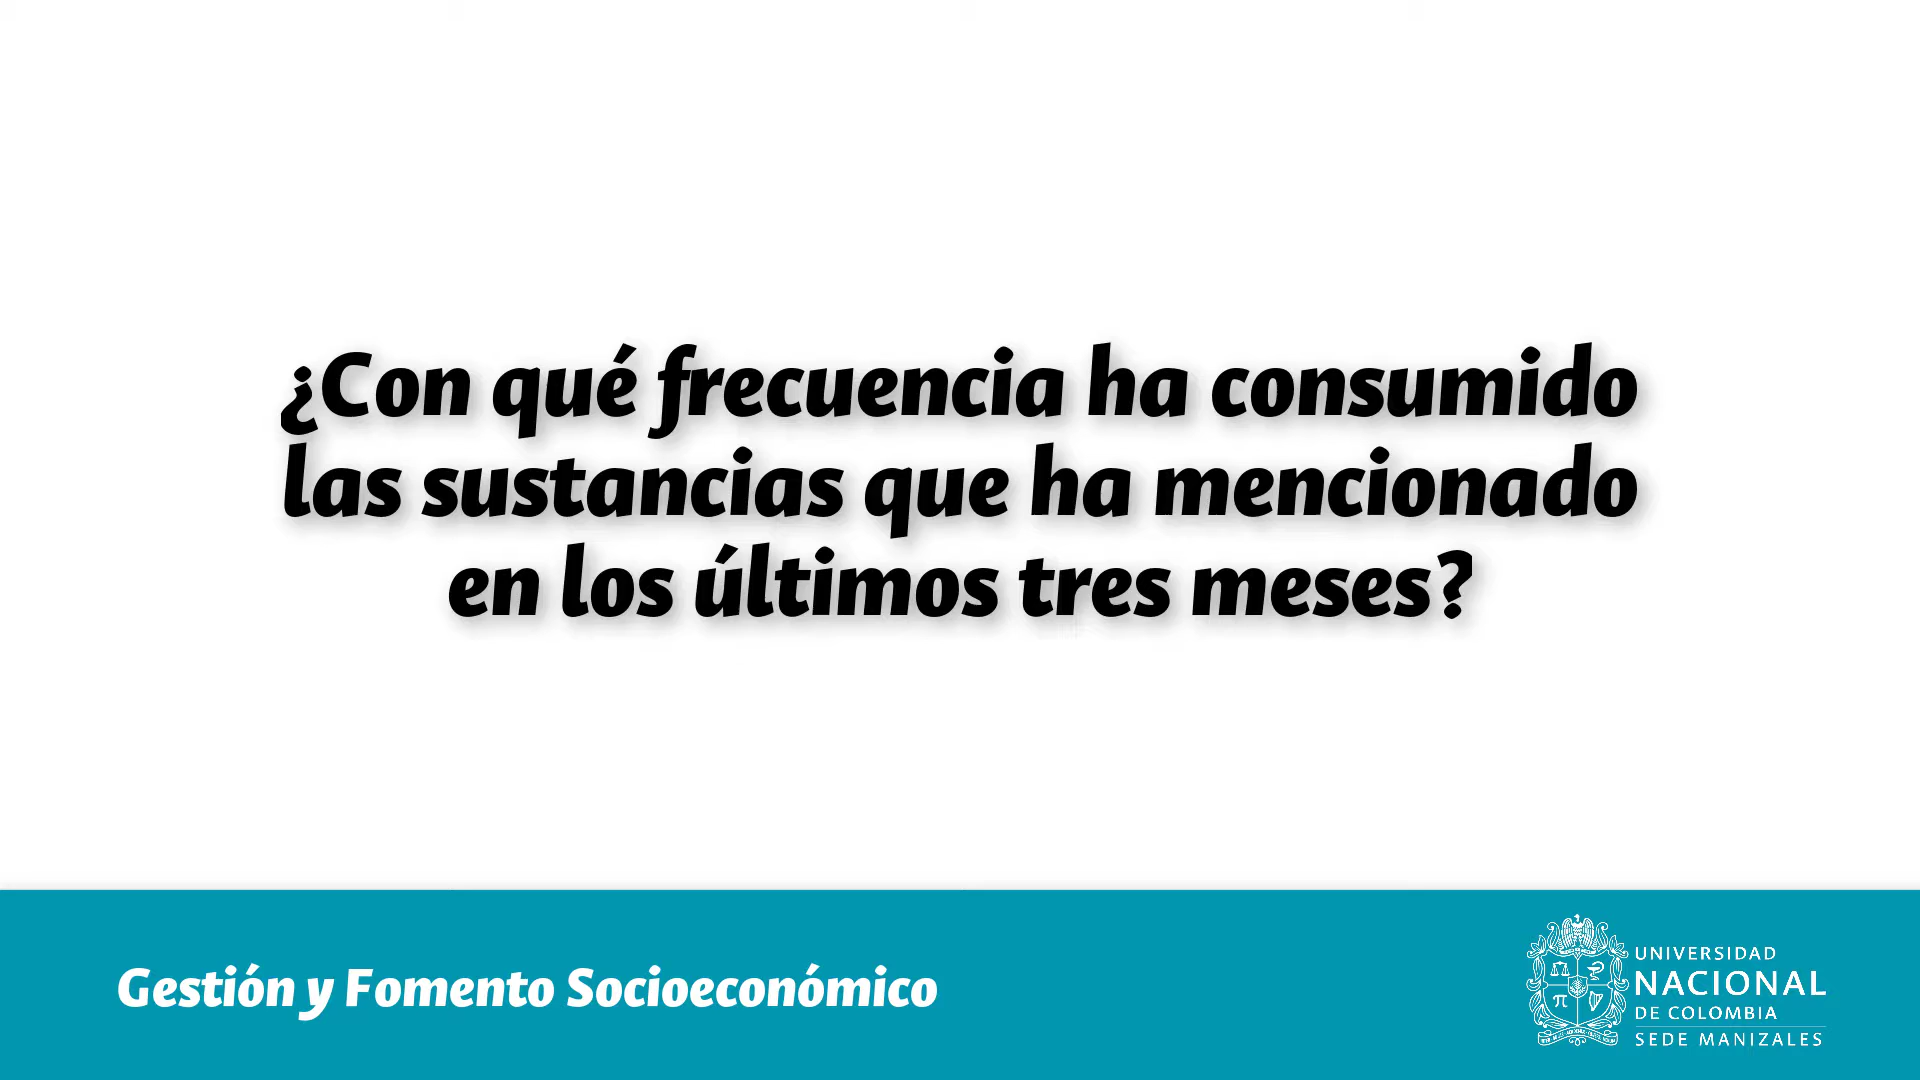 ¿Con qué frecuencia ha consumido
las sustancias que ha mencionado
en los últimos tres meses?
Gestión y Fomento Socioeconómico
UNIVERSIDAD
NACIONAL
DE COLOMBIA
SEDE MANIZALES